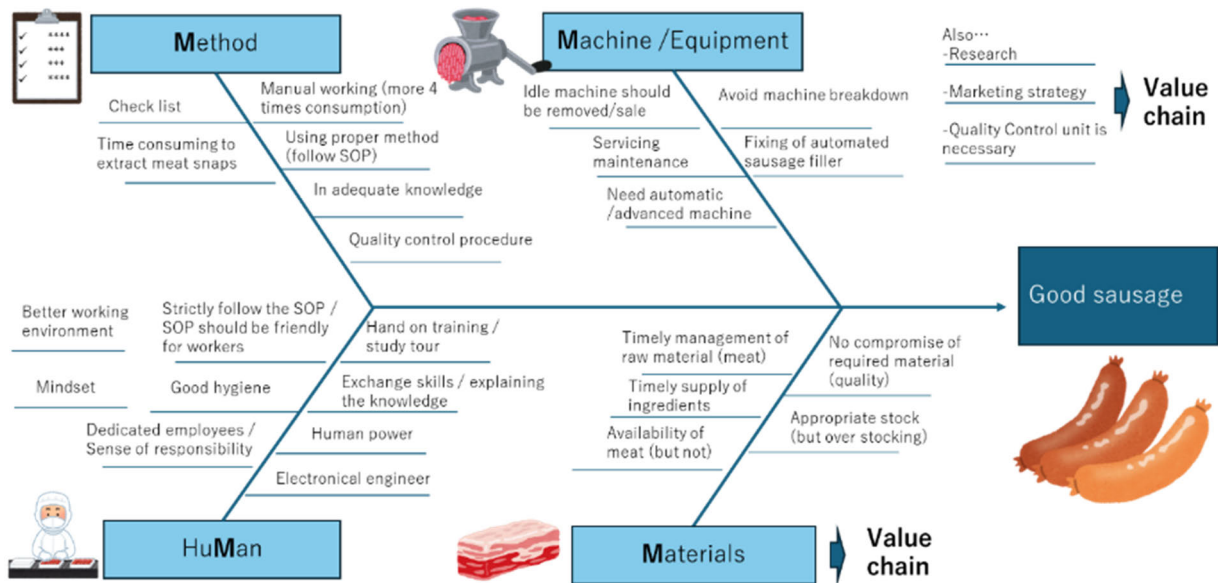 Method
Check list
Time consuming to
extract meat snaps
Manual working (more 4
times consumption)
Using proper method
(follow SOP)
In adequate knowledge
Quality control procedure
Machine /Equipment
Idle machine should
be removed/sale
Servicing
maintenance
Need automatic
/advanced machine
Avoid machine breakdown
Fixing of automated
sausage filler
Also…
-Research
-Marketing strategy
-Quality Control unit is
necessary
Value
chain
Good sausage
Better working
environment
Mindset
Strictly follow the SOP /
SOP should be friendly
for workers
Good hygiene
Dedicated employees /
Sense of responsibility
Hand on training /
study tour
Exchange skills / explaining
the knowledge
Human power
Electronical engineer
HuMan
Timely management of
raw material (meat)
Timely supply of
ingredients
Availability of
meat (but not)
No compromise of
required material
(quality)
Appropriate stock
(but over stocking)
Materials
Value
chain